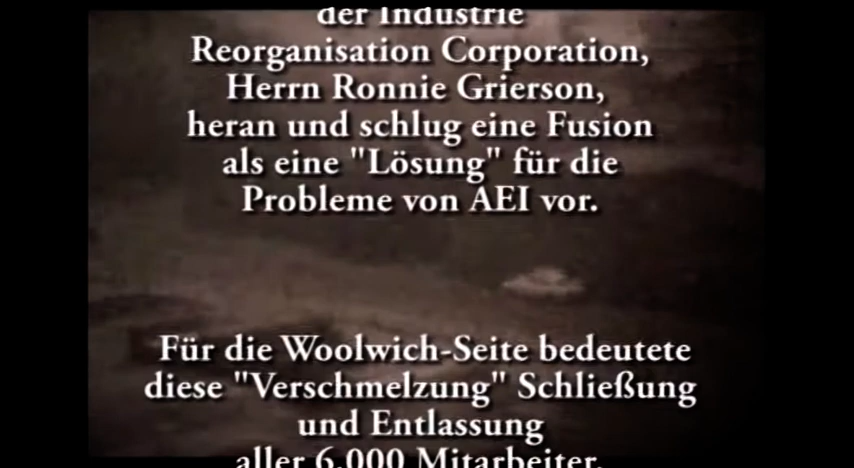 der Industrie
Reorganisation Corporation,
Herrn Ronnie Grierson,
heran und schlug eine Fusion
als eine "Lösung" für die
Probleme von AEI vor.
Für die Woolwich-Seite bedeutete
diese "Verschmelzung" Schließung
und Entlassung
aller 6.000 Mitarbeiter.